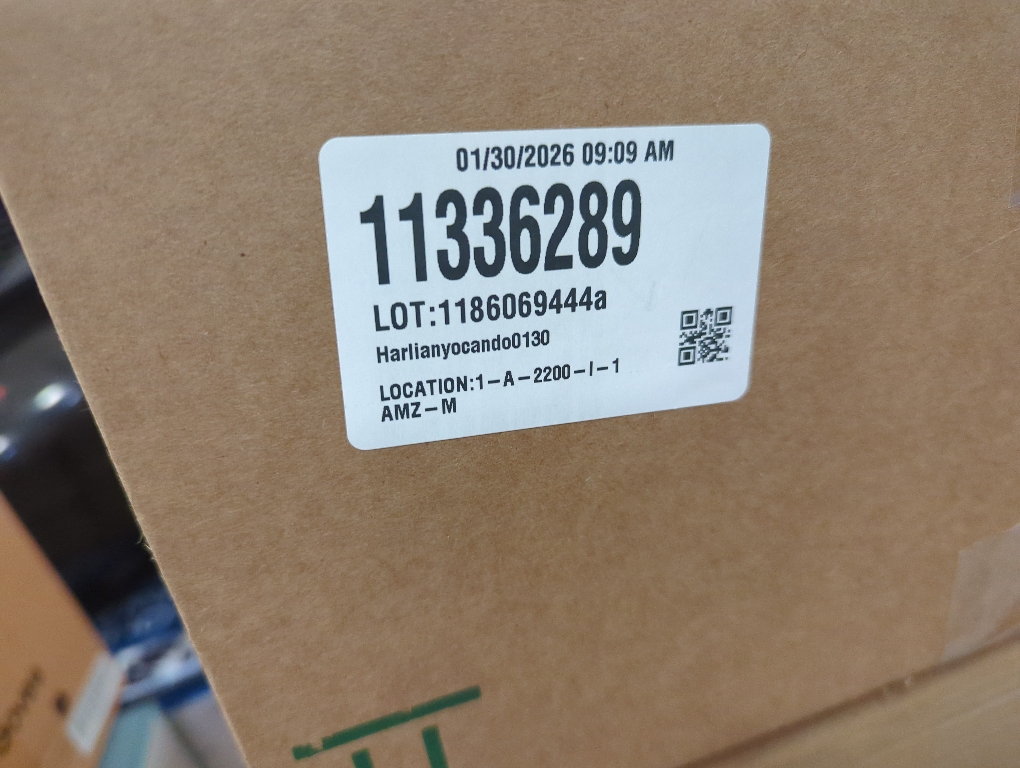 01/30/2026 09:09 AM
11336289
LOT:1186069444a
Harlianyocando0130
LOCATION:1-A-2200-I-1
AMZ-M